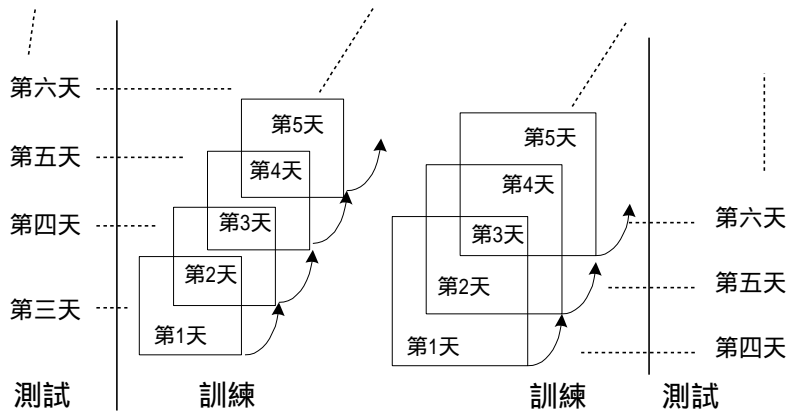 第六天
第五天
第四天
第三天
第5天
第4天
第3天
第2天
第1天
測試
訓練
第5天
第4天
第3天
第2天
第1天
第六天
第五天
第四天
訓練
測試